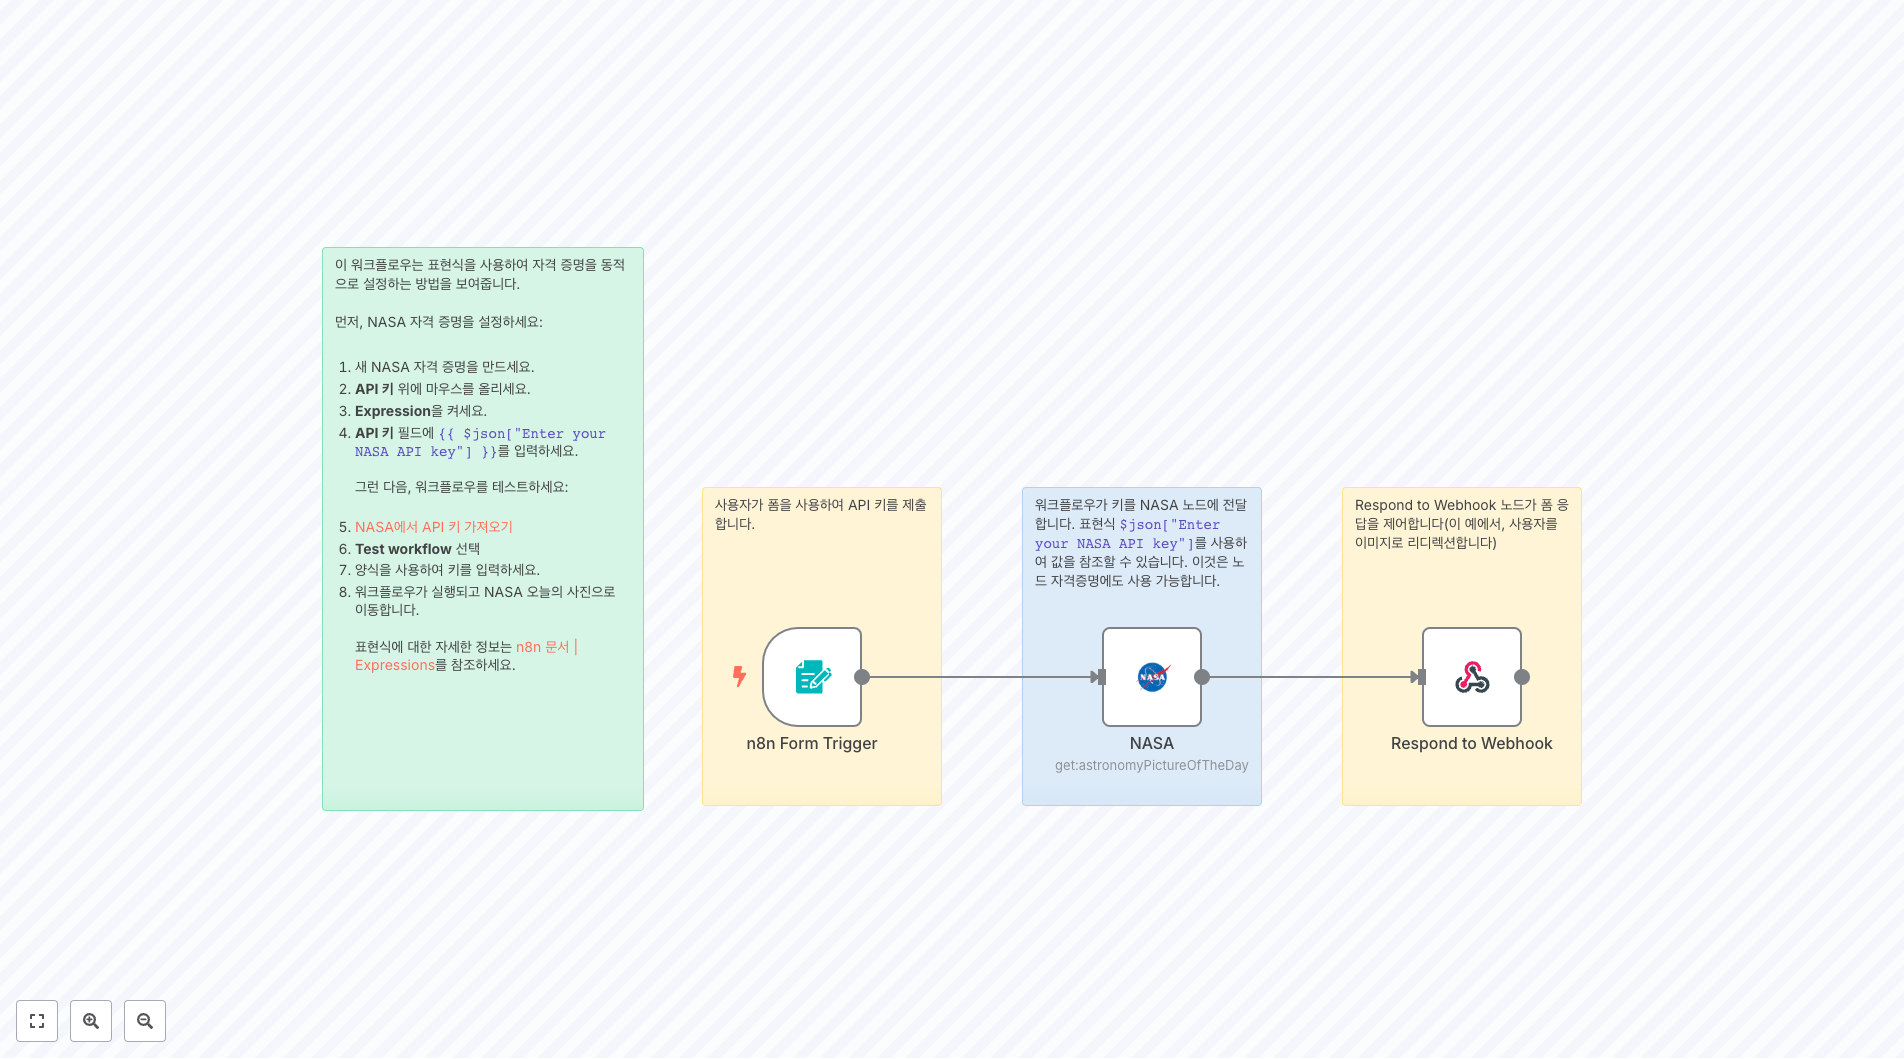 이 워크플로우는 표현식을 사용하여 자격 증명을 동적
으로 설정하는 방법을 보여줍니다.
먼저, NASA 자격 증명을 설정하세요:
1. 새 NASA 자격 증명을 만드세요.
2. API 키 위에 마우스를 올리세요.
3. Expression을 켜세요.
4. API 키 필드에 {{ $json["Enter your
NASA API key"] }}를 입력하세요.
그런 다음, 워크플로우를 테스트하세요:
5. NASA에서 API 키 가져오기
6. Test workflow 선택
7. 양식을 사용하여 키를 입력하세요.
8. 워크플로우가 실행되고 NASA 오늘의 사진으로
이동합니다.
표현식에 대한 자세한 정보는 n8n 문서 |
Expressions를 참조하세요.
사용자가 폼을 사용하여 API 키를 제출
합니다.
n8n Form Trigger
워크플로우가 키를 NASA 노드에 전달
합니다. 표현식 $json["Enter
your NASA API key"]를 사용하
여 값을 참조할 수 있습니다. 이것은 노
드 자격증명에도 사용 가능합니다.
NASA
NASA
get:astronomyPictureOfTheDay
Respond to Webhook 노드가 폼 응
답을 제어합니다(이 예에서, 사용자를
이미지로 리디렉션합니다)
Respond to Webhook